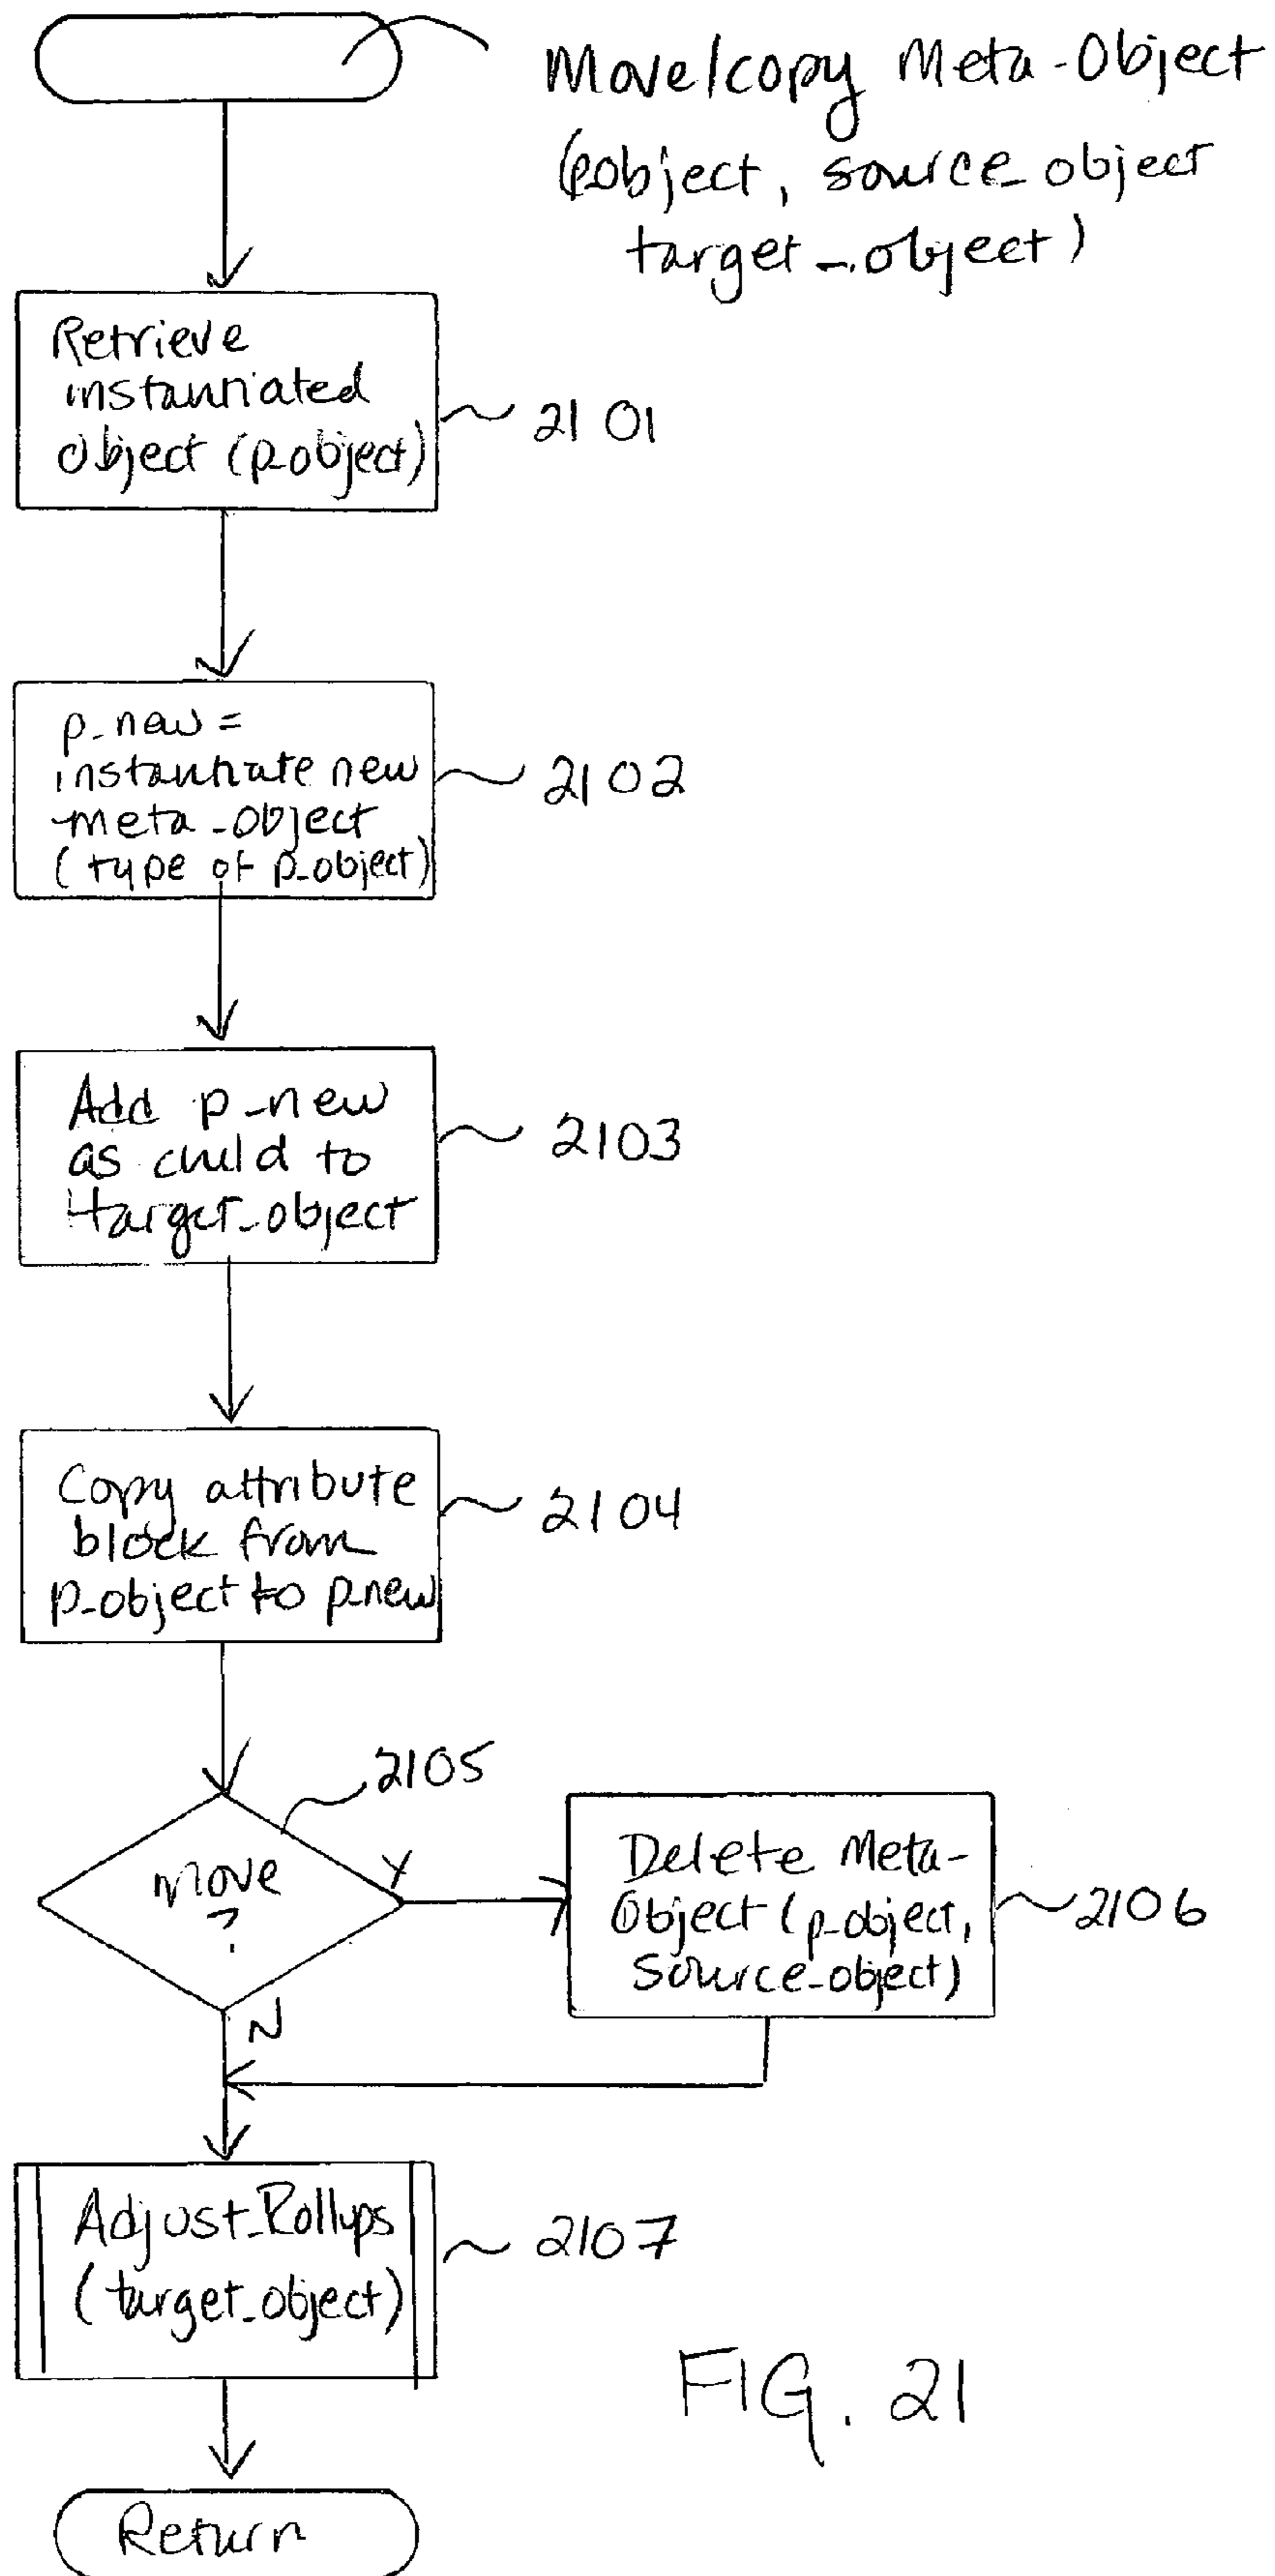 Move/copy Meta-Object
(pobject, source_object
target_object)
Retrieve
instantiated
object (p_object)
2101
p_new =
instantiate new
meta_object
(type of p_object)
2102
Add p_new
as child to
target_object
2103
Copy attribute
block from
p_object to p_new
2104
2105
move
?
Y
N
Delete Meta-
Object (p_object,
Source_object)
2106
Adjust_Rollups
(target_object)
2107
FIG. 21
Return